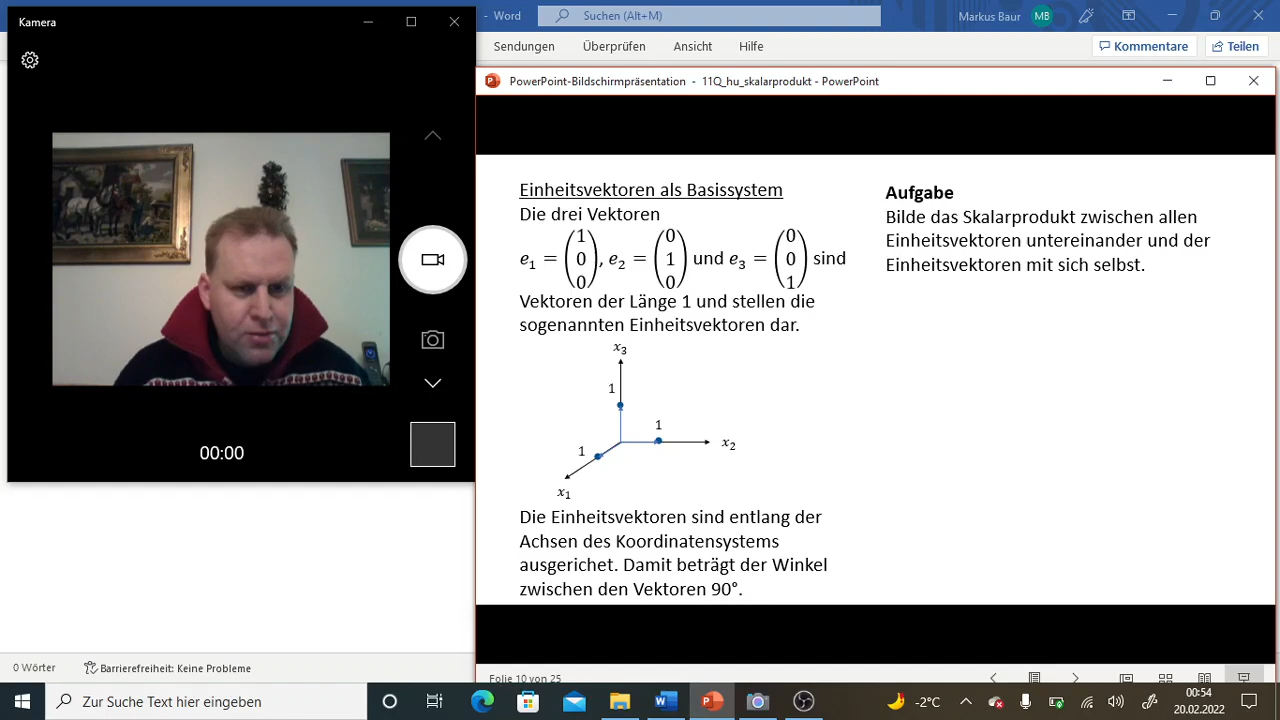 Kamera
- Word
Suchen (Alt+M)
Markus Baur
MB
Sendungen Überprüfen Ansicht Hilfe
Kommentare
Teilen
PowerPoint-Bildschirmpräsentation - 11Q_hu_skalarprodukt - PowerPoint
00:00
Einheitsvektoren als Basissystem
Die drei Vektoren
e₁ = (1 0 0), e₂ = (0 1 0) und e₃ = (0 0 1) sind
Vektoren der Länge 1 und stellen die
sogenannten Einheitsvektoren dar.
x₃
1
1
x₂
1
x₁
Die Einheitsvektoren sind entlang der
Achsen des Koordinatensystems
ausgerichet. Damit beträgt der Winkel
zwischen den Vektoren 90°.
Aufgabe
Bilde das Skalarprodukt zwischen allen
Einheitsvektoren untereinander und der
Einheitsvektoren mit sich selbst.
0 Wörter
Barrierefreiheit: Keine Probleme
Folie 10 von 25
Zur Suche Text hier eingeben
-2°C
00:54
20.02.2022